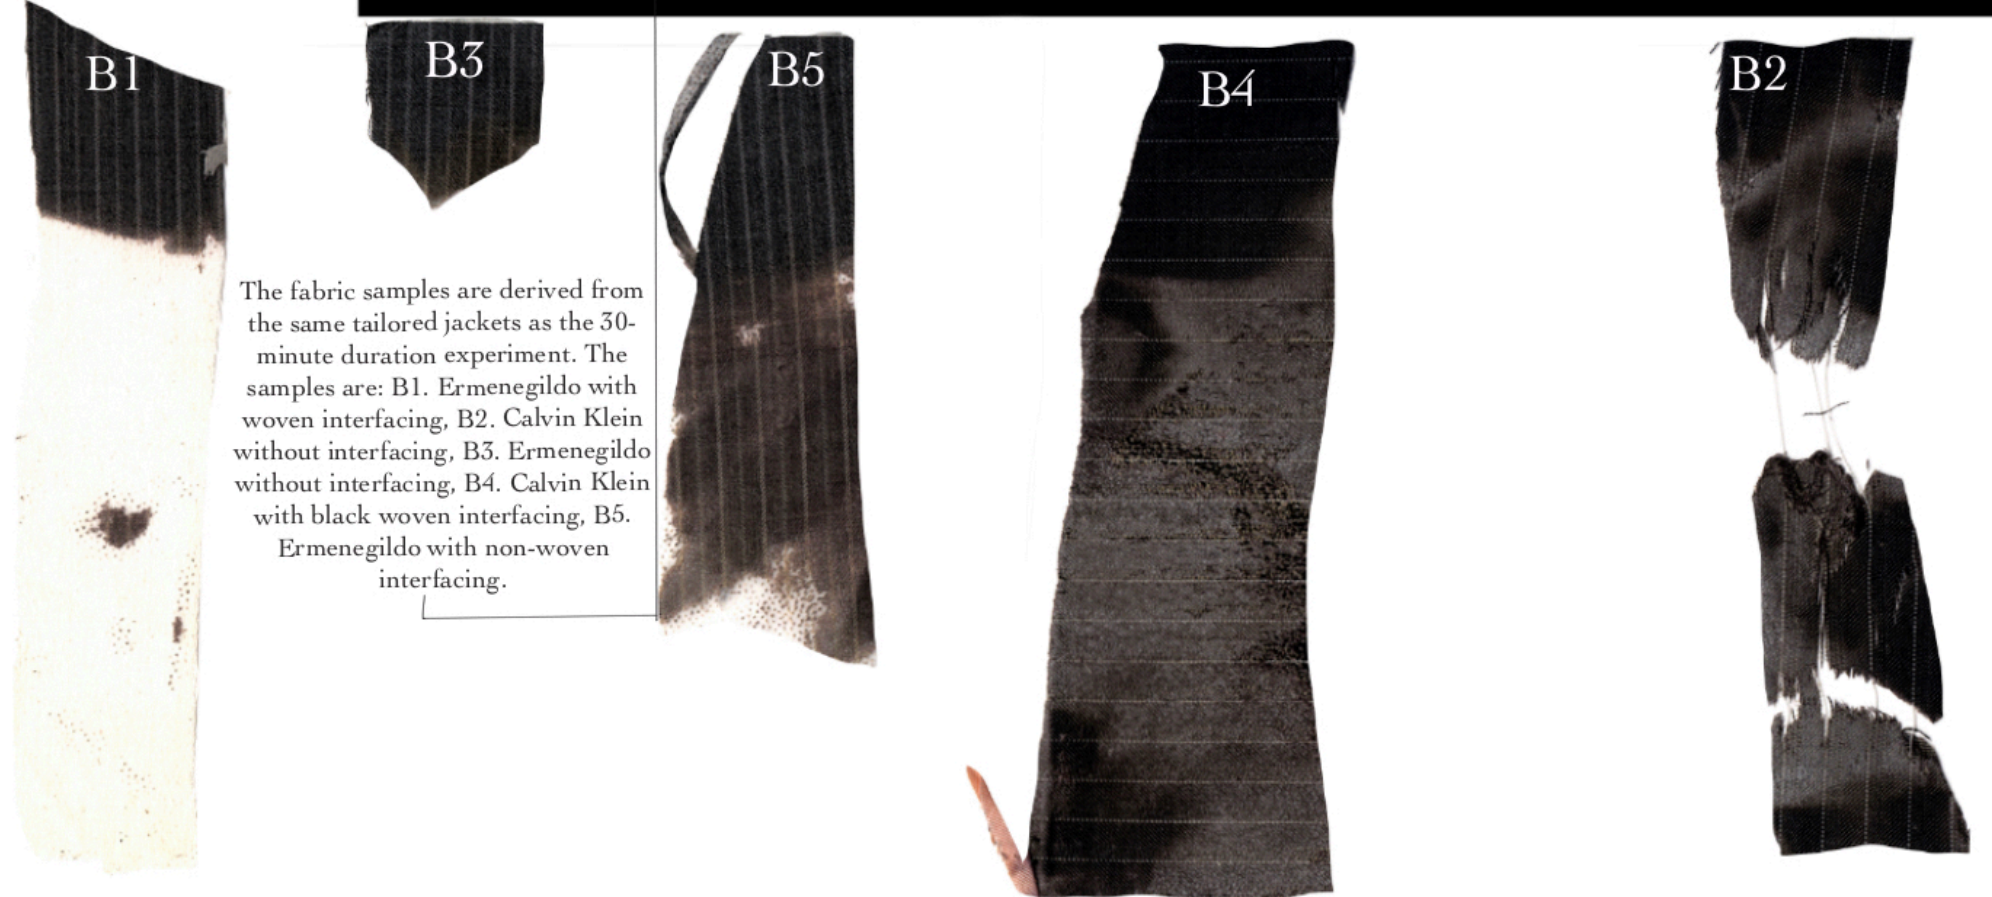 B1
B3
B5
B4
B2
The fabric samples are derived from
the same tailored jackets as the 30-
minute duration experiment. The
samples are: B1. Ermenegildo with
woven interfacing, B2. Calvin Klein
without interfacing, B3. Ermenegildo
without interfacing, B4. Calvin Klein
with black woven interfacing, B5.
Ermenegildo with non-woven
interfacing.